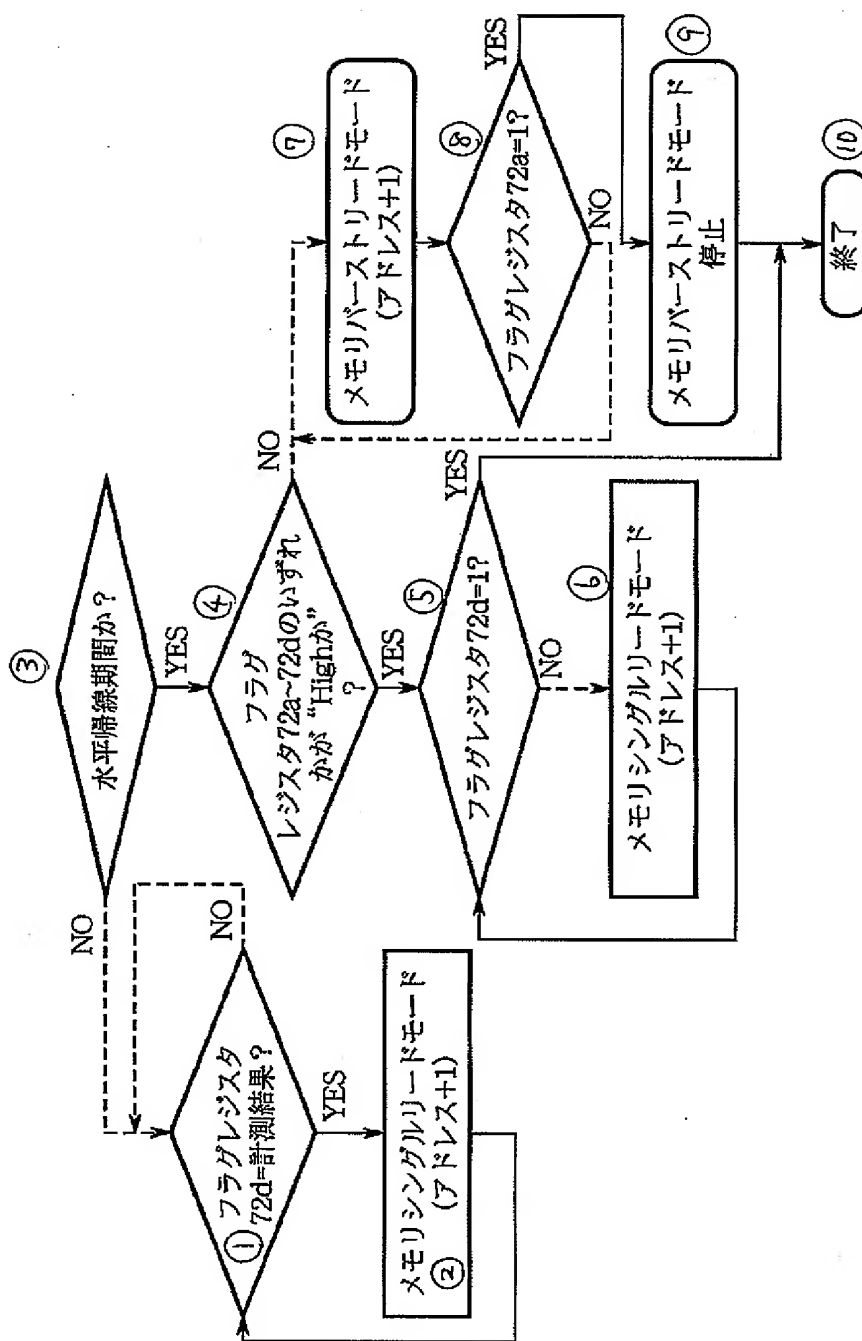 ③
水平帰線期間か？
NO
YES
①
フラグレジスタ
72d=計測結果？
NO
YES
②
メモリシングルリードモード
(アドレス+1)
④
フラグ
レジスタ72a~72dのいずれ
かが“Highか”
？
NO
YES
⑤
フラグレジスタ72d=1?
YES
NO
⑥
メモリシングルリードモード
(アドレス+1)
⑦
メモリバーストリードモード
(アドレス+1)
⑧
フラグレジスタ72a=1?
YES
NO
⑨
メモリバーストリードモード
停止
⑩
終了